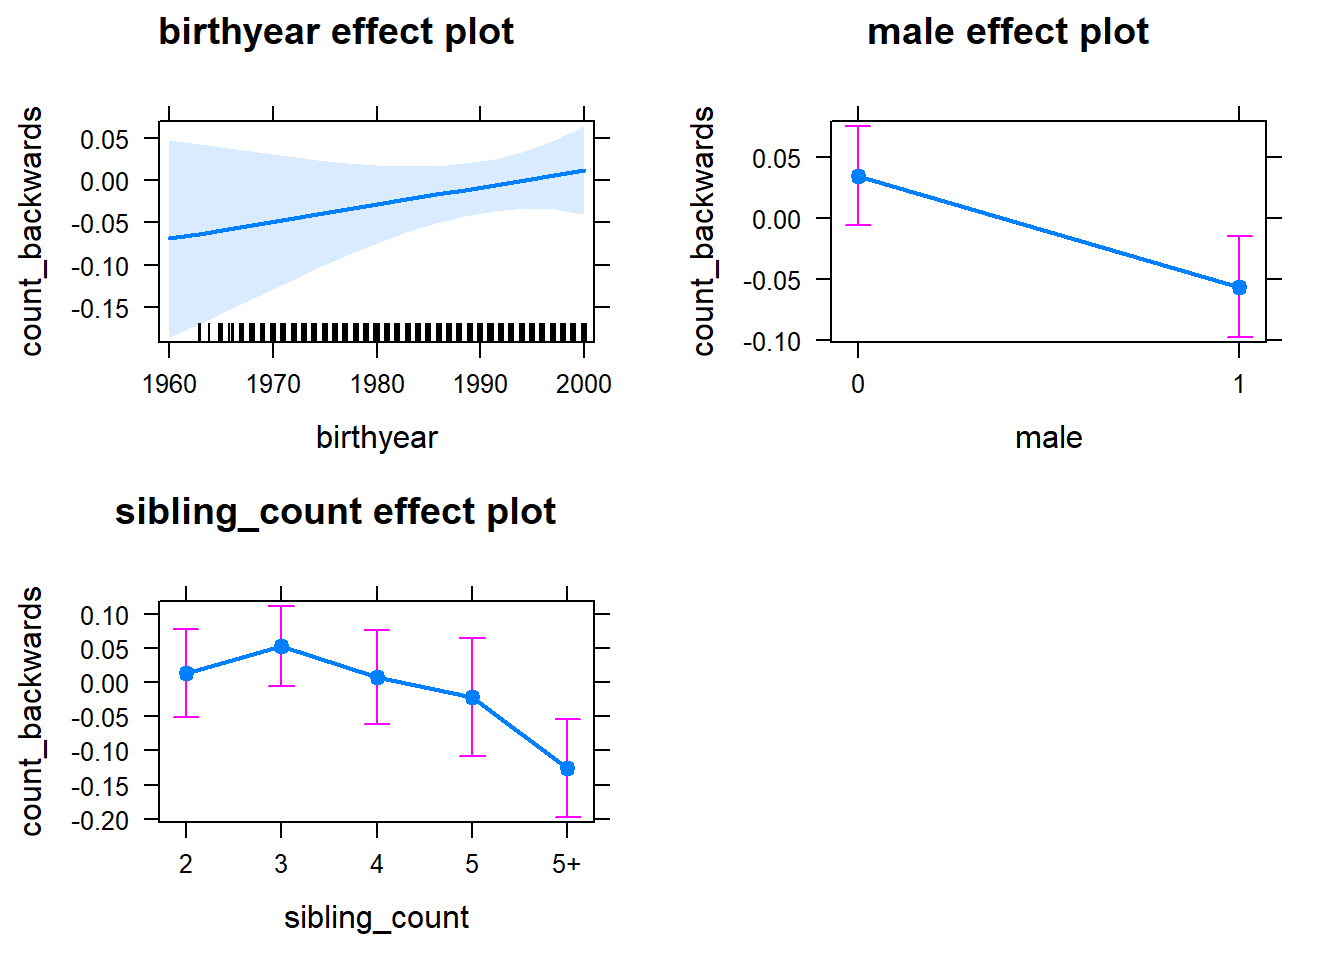 birthyear effect plot
count_backwards
0.05
0.00
-0.05
-0.10
-0.15
1960 1970 1980 1990 2000
birthyear
male effect plot
count_backwards
0.05
0.00
-0.05
-0.10
0 1
male
sibling_count effect plot
count_backwards
0.10
0.05
0.00
-0.05
-0.10
-0.15
-0.20
2 3 4 5 5+
sibling_count